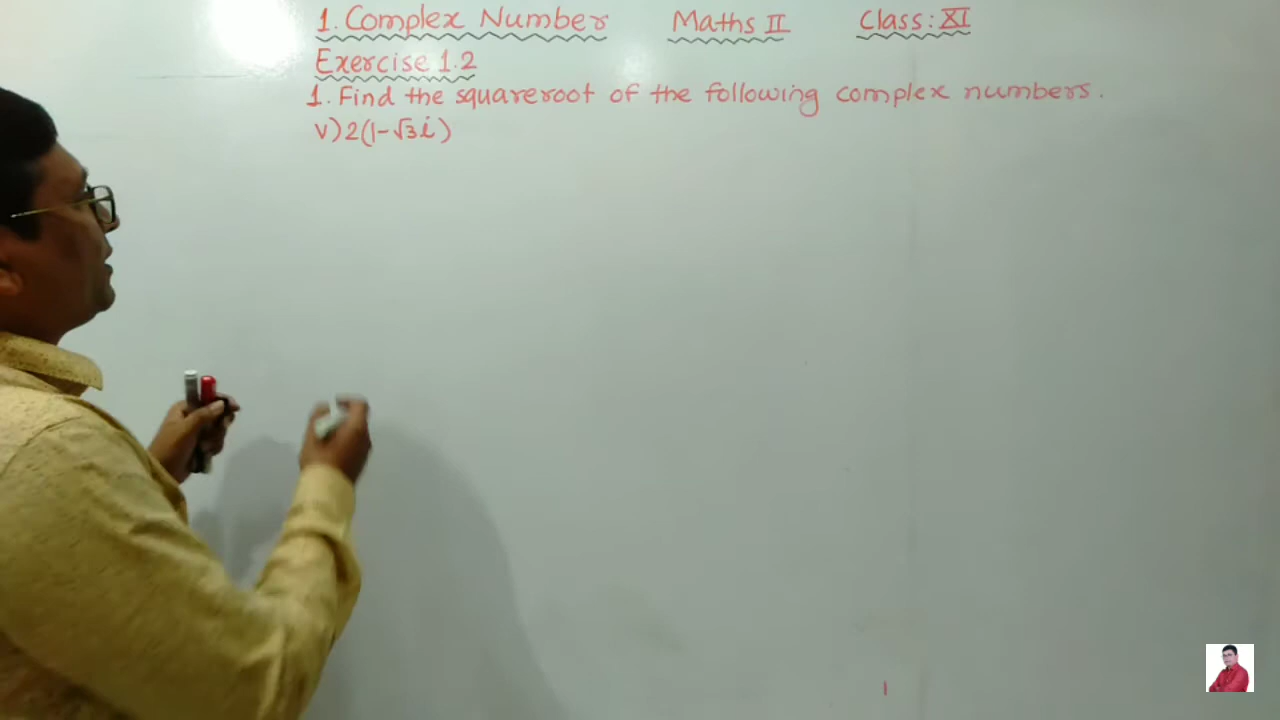 1. Complex Number Maths II Class: XI
Exercise 1.2
1. Find the squareroot of the following complex numbers.
v) 2(1-√3i)